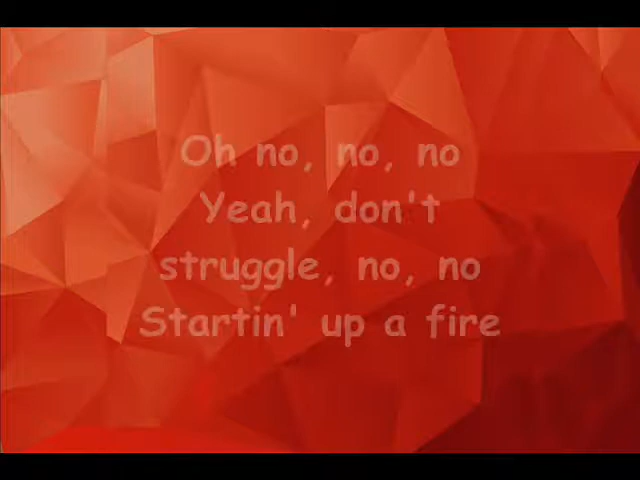 Oh no, no, no
Yeah, don't
struggle, no, no
Startin' up a fire